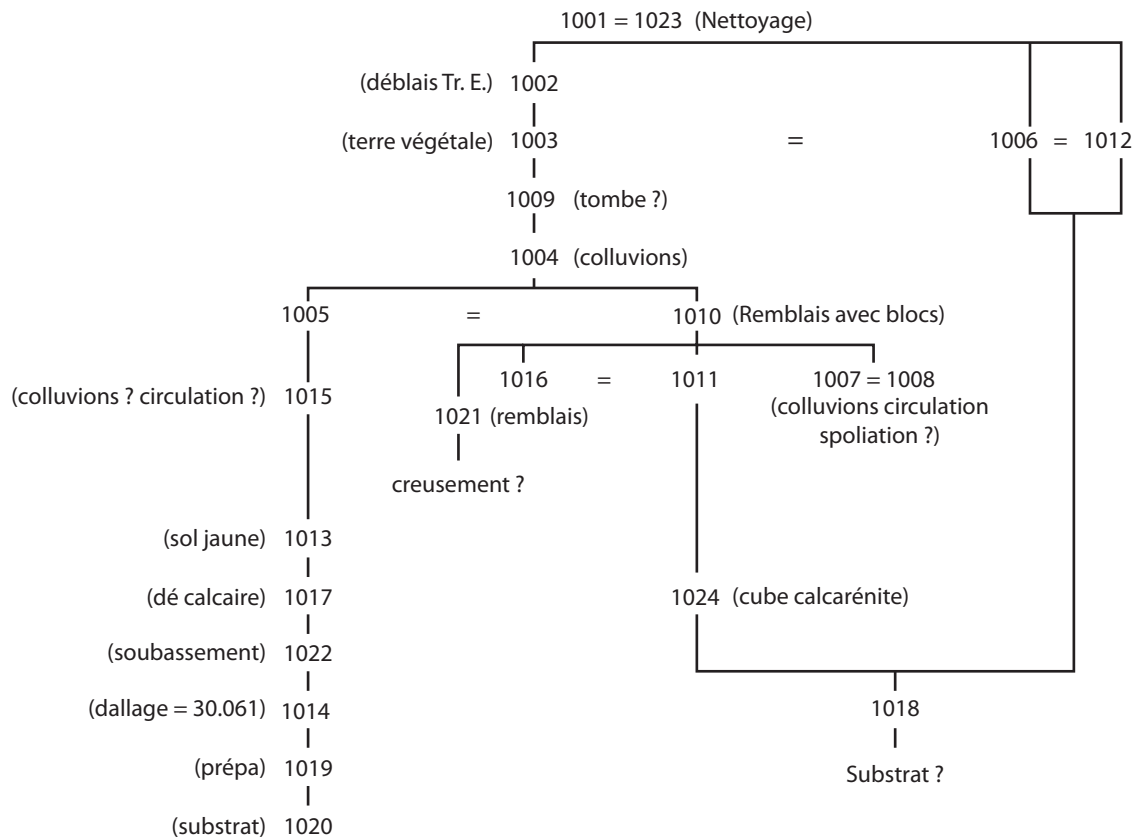 1001 = 1023 (Nettoyage)
(déblais Tr. E.) 1002
(terre végétale) 1003 = 1006 = 1012
1009 (tombe ?)
1004 (colluvions)
1005 = 1010 (Remblais avec blocs)
1016 = 1011 1007 = 1008
(colluvions ? circulation ?) 1015 (colluvions circulation
1021 (remblais) spoliation ?)
creusement ?
(sol jaune) 1013
(dé calcaire) 1017 1024 (cube calcarénite)
(soubassement) 1022
(dallage = 30.061) 1014 1018
(prépa) 1019 Substrat ?
(substrat) 1020